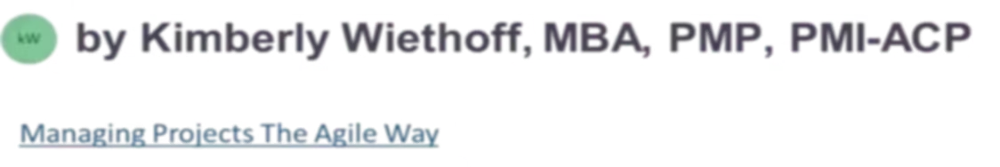 kW by Kimberly Wiethoff, MBA, PMP, PMI-ACP
Managing Projects The Agile Way